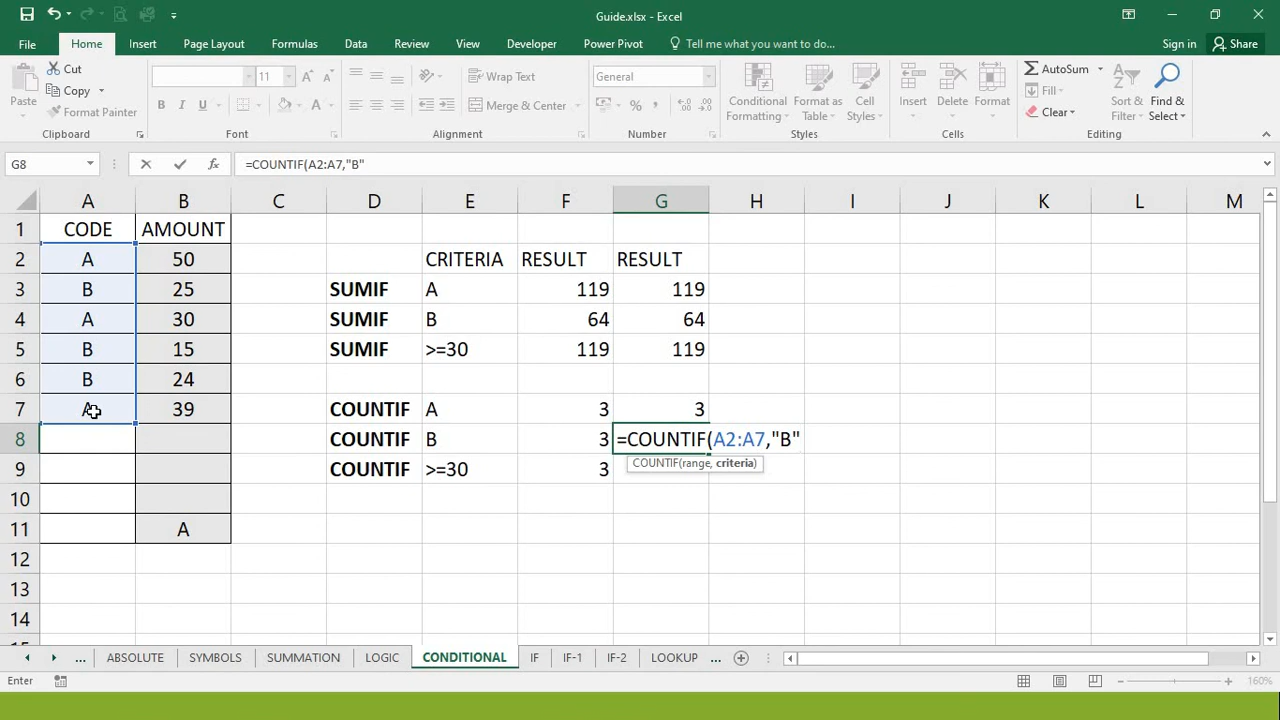 Guide.xlsx - Excel
File Home Insert Page Layout Formulas Data Review View Developer Power Pivot Tell me what you want to do... Sign in Share
Paste
Cut
Copy
Format Painter
Clipboard
11 A A
B I U A
Font
Wrap Text
Merge & Center
Alignment
General
% , .0 .00 .00 .0
Number
Conditional Formatting
Format as Table
Cell Styles
Styles
Insert Delete Format
Cells
AutoSum
Fill
Clear
Sort & Filter
Find & Select
Editing
G8 fx =COUNTIF(A2:A7,"B"
A B C D E F G H I J K L M
1 CODE AMOUNT
2 A 50 CRITERIA RESULT RESULT
3 B 25 SUMIF A 119 119
4 A 30 SUMIF B 64 64
5 B 15 SUMIF >=30 119 119
6 B 24
7 A 39 COUNTIF A 3 3
8 COUNTIF B 3 =COUNTIF(A2:A7,"B"
COUNTIF(range, criteria)
9 COUNTIF >=30 3
10
11 A
12
13
14
15
... ABSOLUTE SYMBOLS SUMMATION LOGIC CONDITIONAL IF IF-1 IF-2 LOOKUP ...
Enter 160%